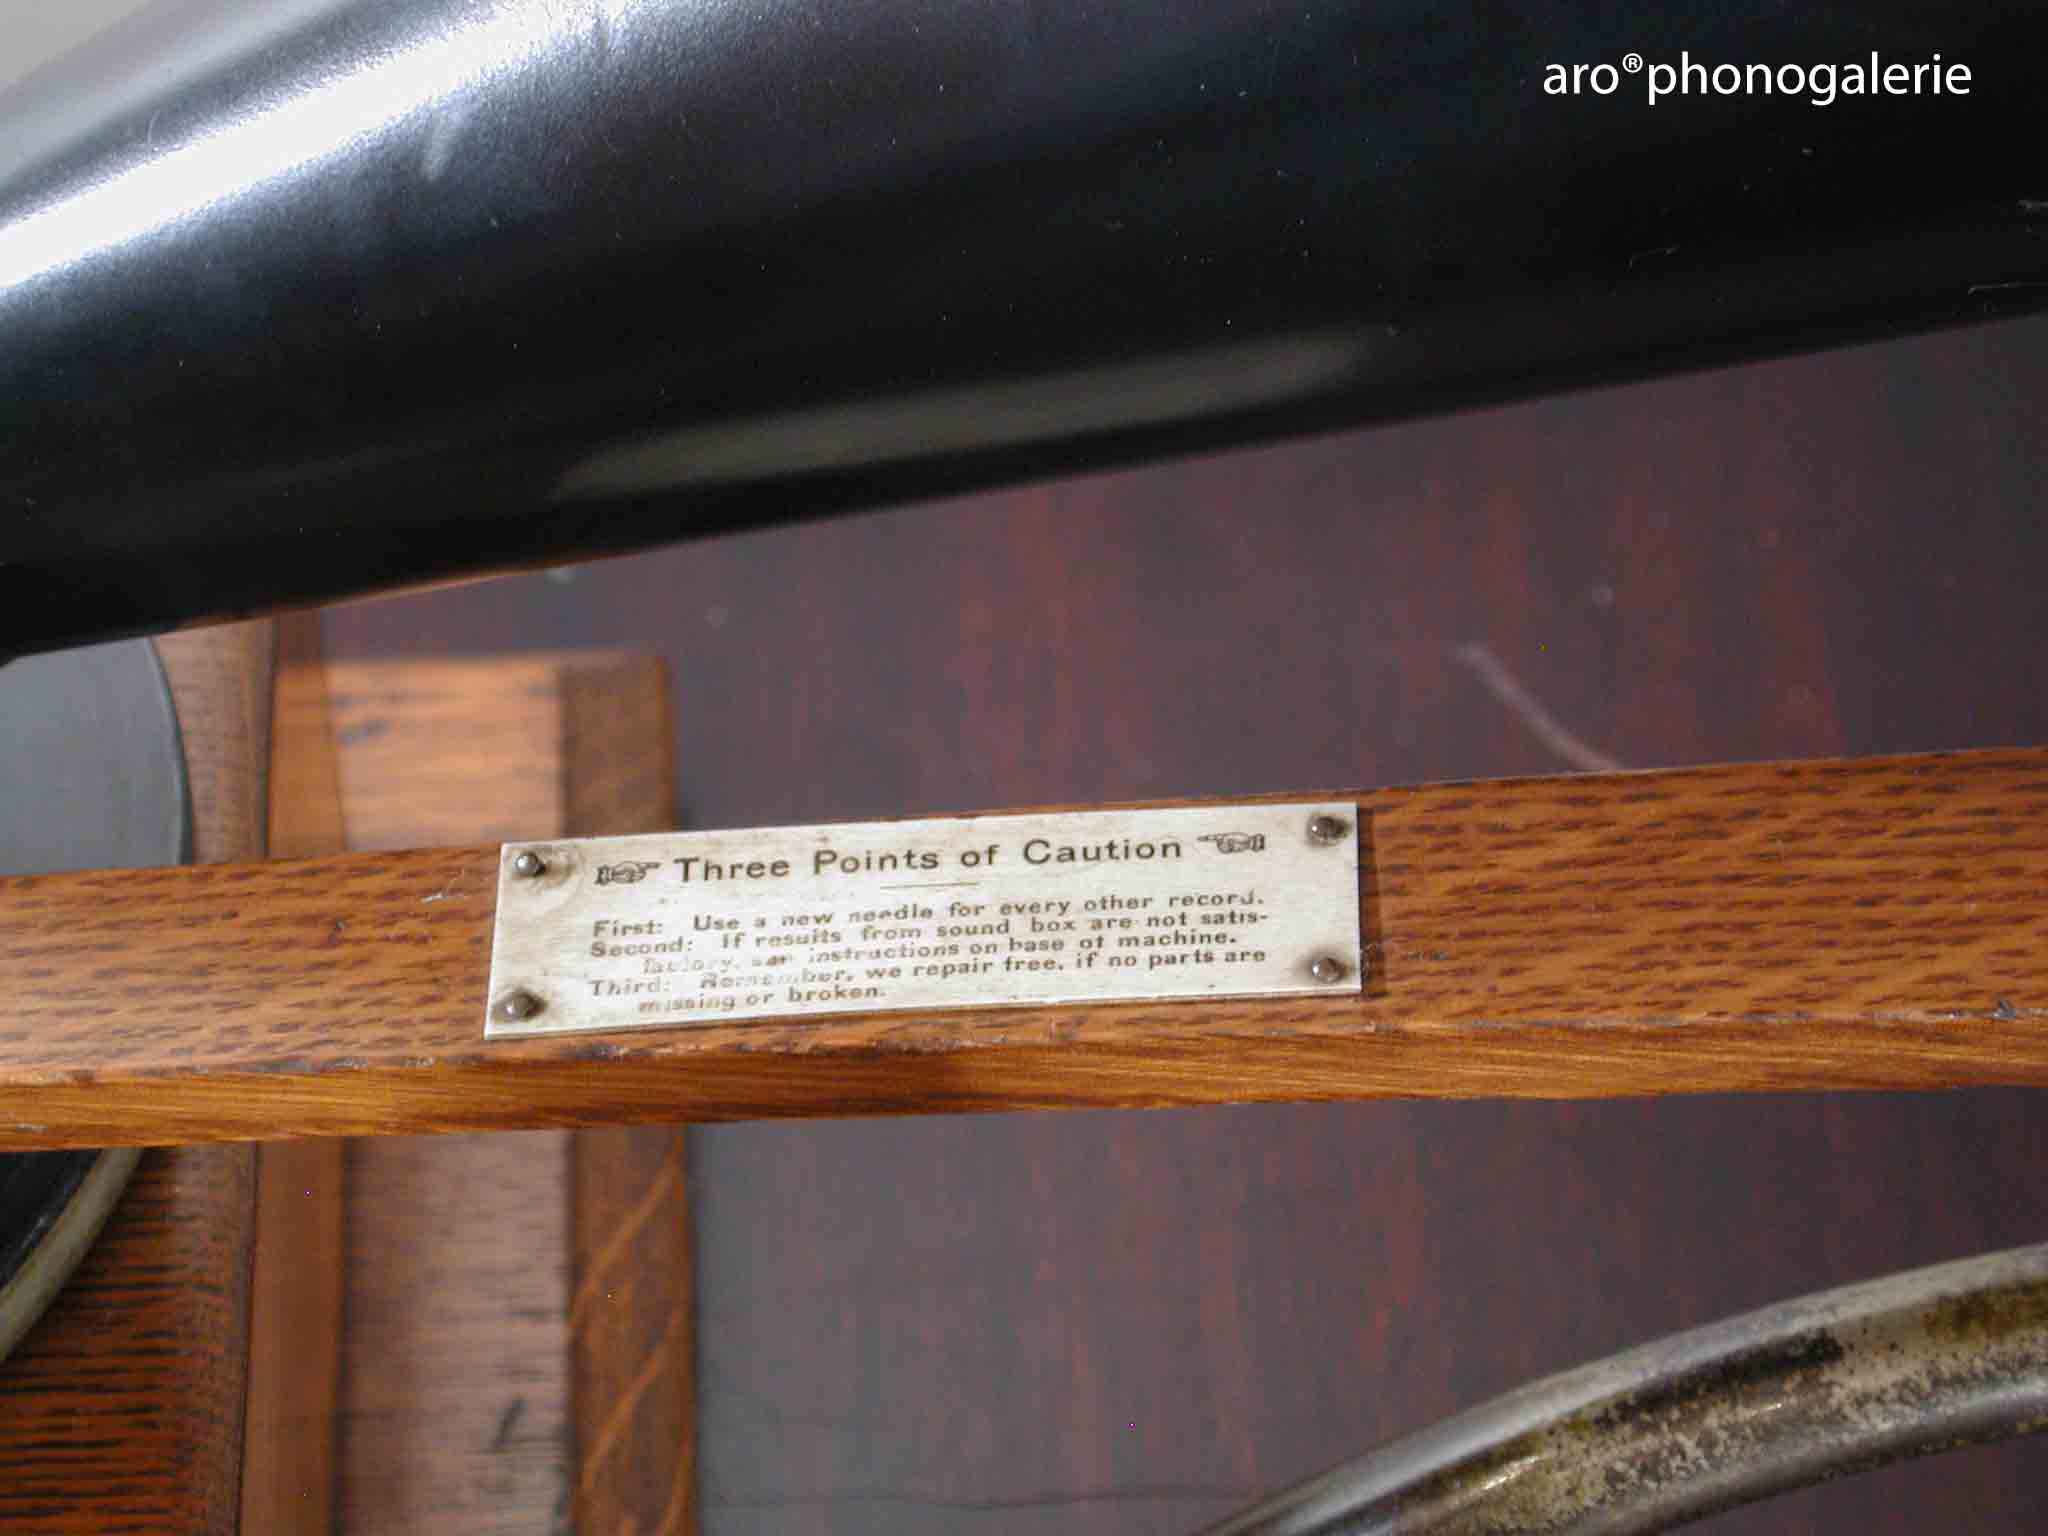 aro®phonogalerie
Three Points of Caution
First: Use a new needle for every other record.
Second: If results from sound box are not satis-
factory, see instructions on base of machine.
Third: Remember, we repair free, if no parts are
missing or broken.